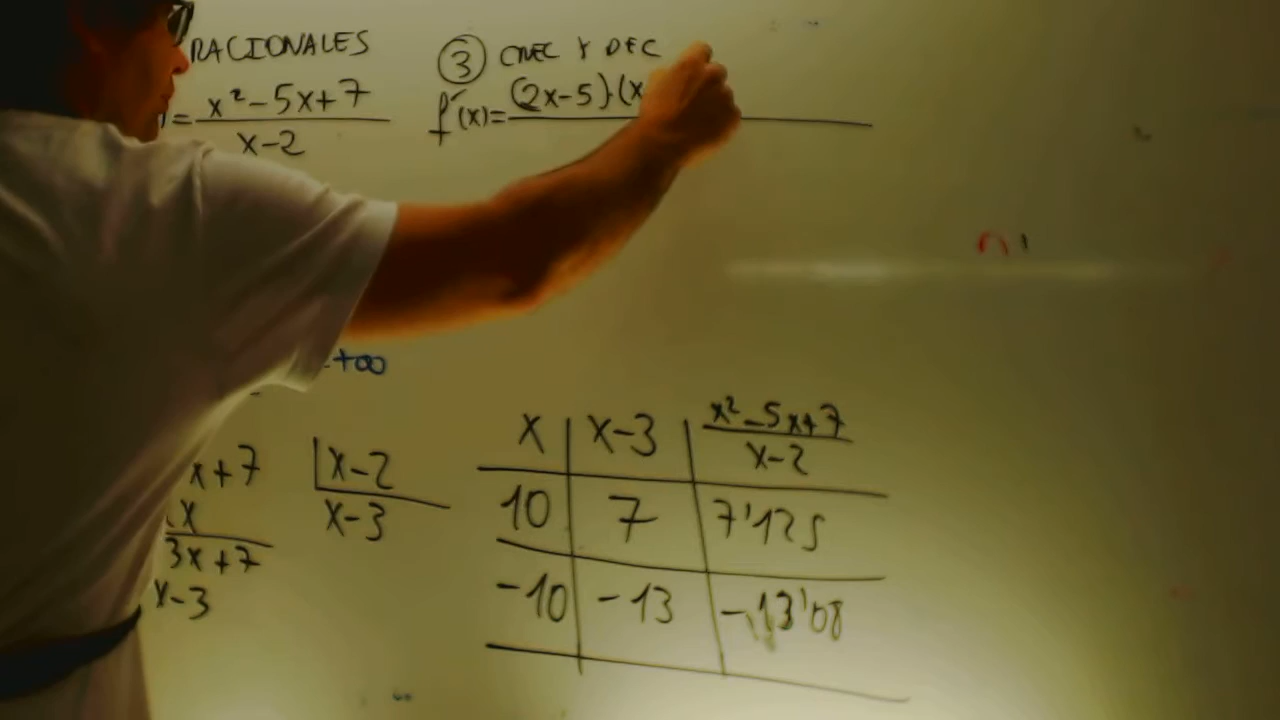 RACIONALES
= x²-5x+7 / x-2
③ CREC Y DEC
f'(x)= (2x-5)(x
+∞
x+7 | x-2
x x-3
3x+7
x-3
x | x-3 | x²-5x+7 / x-2
10 | 7 | 7'125
-10 | -13 | -13'08